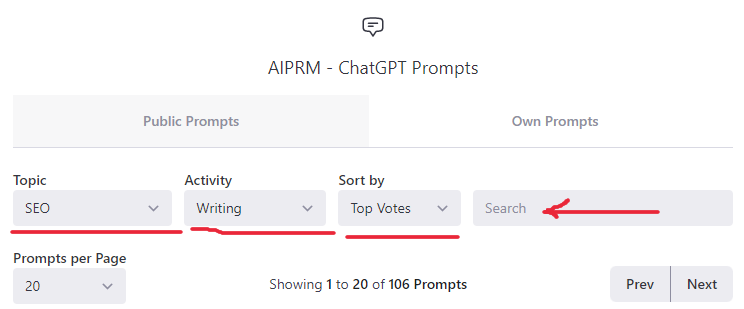 AIPRM - ChatGPT Prompts
Public Prompts Own Prompts
Topic Activity Sort by
SEO Writing Top Votes Search
Prompts per Page
20 Showing 1 to 20 of 106 Prompts Prev Next